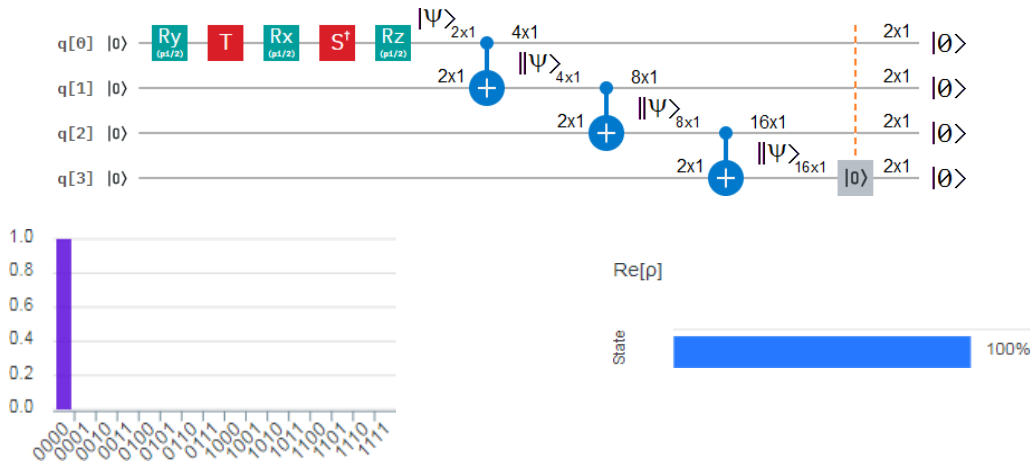 q[0] |0> Ry (pi/2) T Rx (pi/2) S† Rz (pi/2) |Ψ> 2x1 4x1 2x1 |0>
q[1] |0> 2x1 ||Ψ> 4x1 8x1 2x1 |0>
q[2] |0> 2x1 ||Ψ> 8x1 16x1 2x1 |0>
q[3] |0> 2x1 ||Ψ> 16x1 |0> 2x1 |0>
1.0
0.8
0.6
0.4
0.2
0.0
0000 0001 0010 0011 0100 0101 0110 0111 1000 1001 1010 1011 1100 1101 1110 1111
Re[ρ]
State
100%